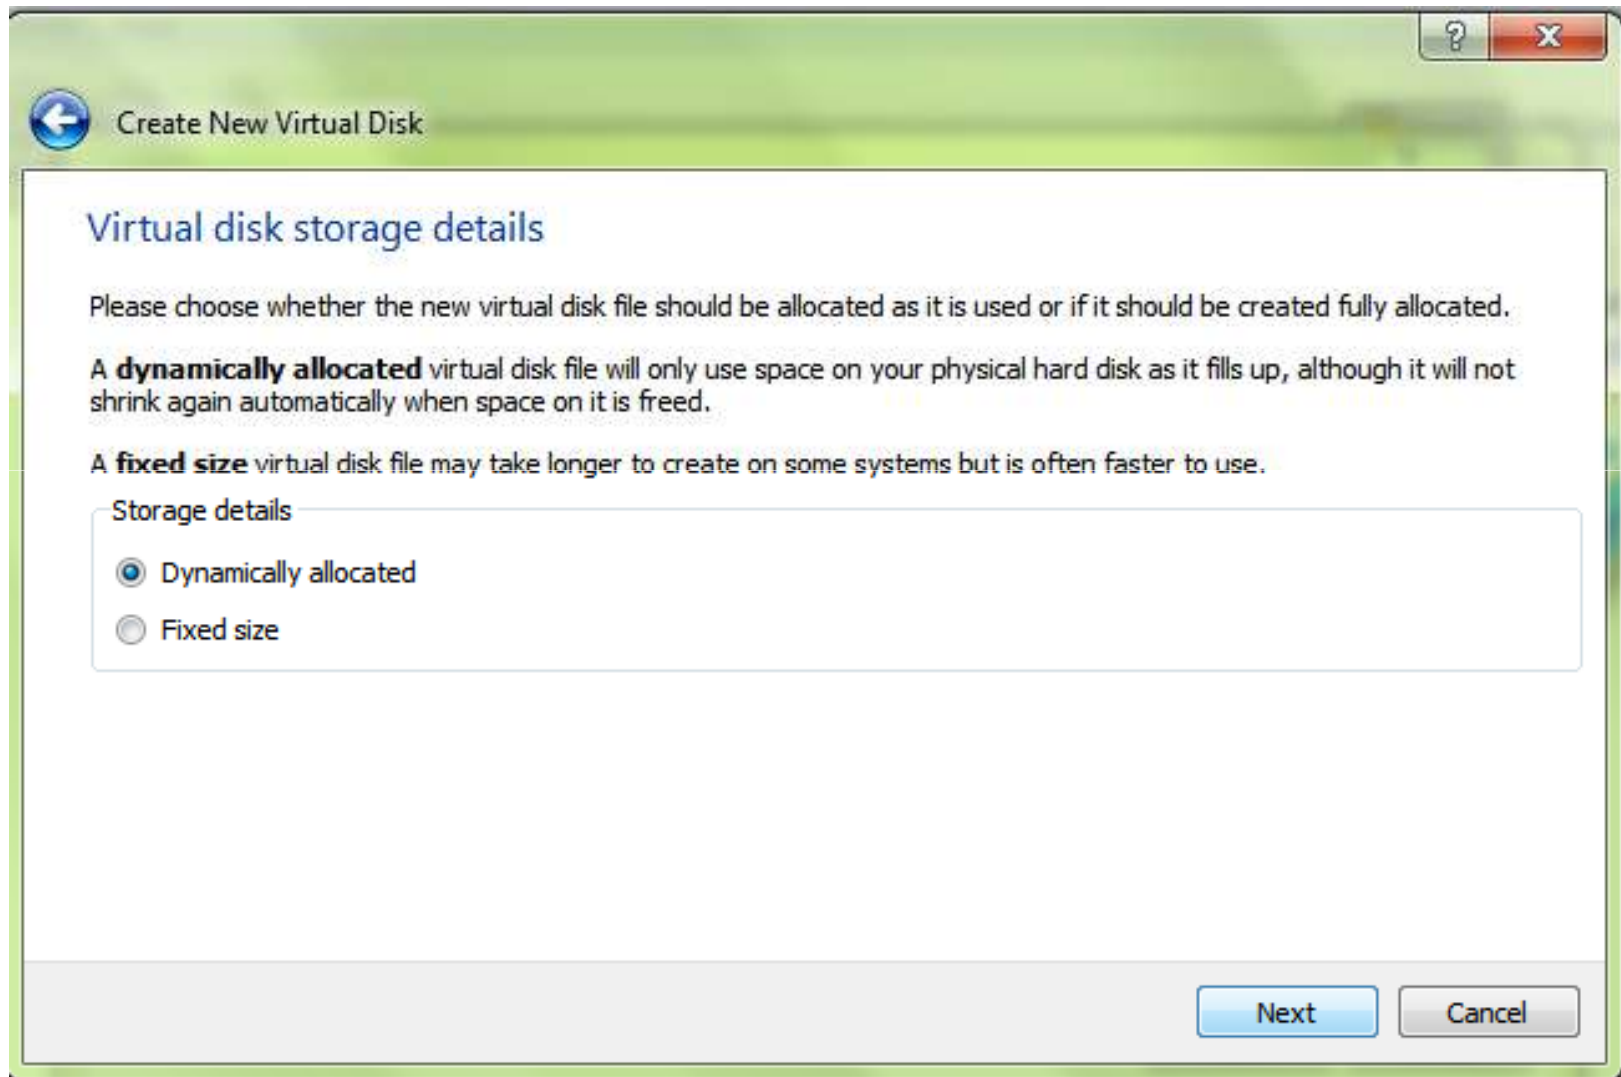 ?
X
Create New Virtual Disk
Virtual disk storage details
Please choose whether the new virtual disk file should be allocated as it is used or if it should be created fully allocated.
A dynamically allocated virtual disk file will only use space on your physical hard disk as it fills up, although it will not
shrink again automatically when space on it is freed.
A fixed size virtual disk file may take longer to create on some systems but is often faster to use.
Storage details
Dynamically allocated
Fixed size
Next
Cancel